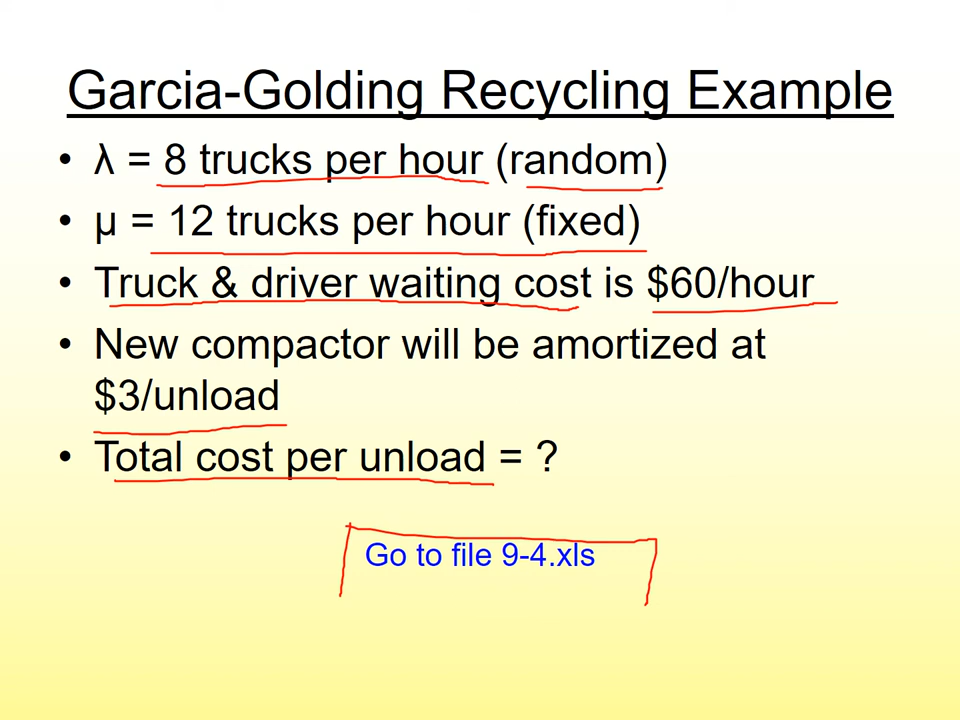 Garcia-Golding Recycling Example
• λ = 8 trucks per hour (random)
• μ = 12 trucks per hour (fixed)
• Truck & driver waiting cost is $60/hour
• New compactor will be amortized at
$3/unload
• Total cost per unload = ?
Go to file 9-4.xls